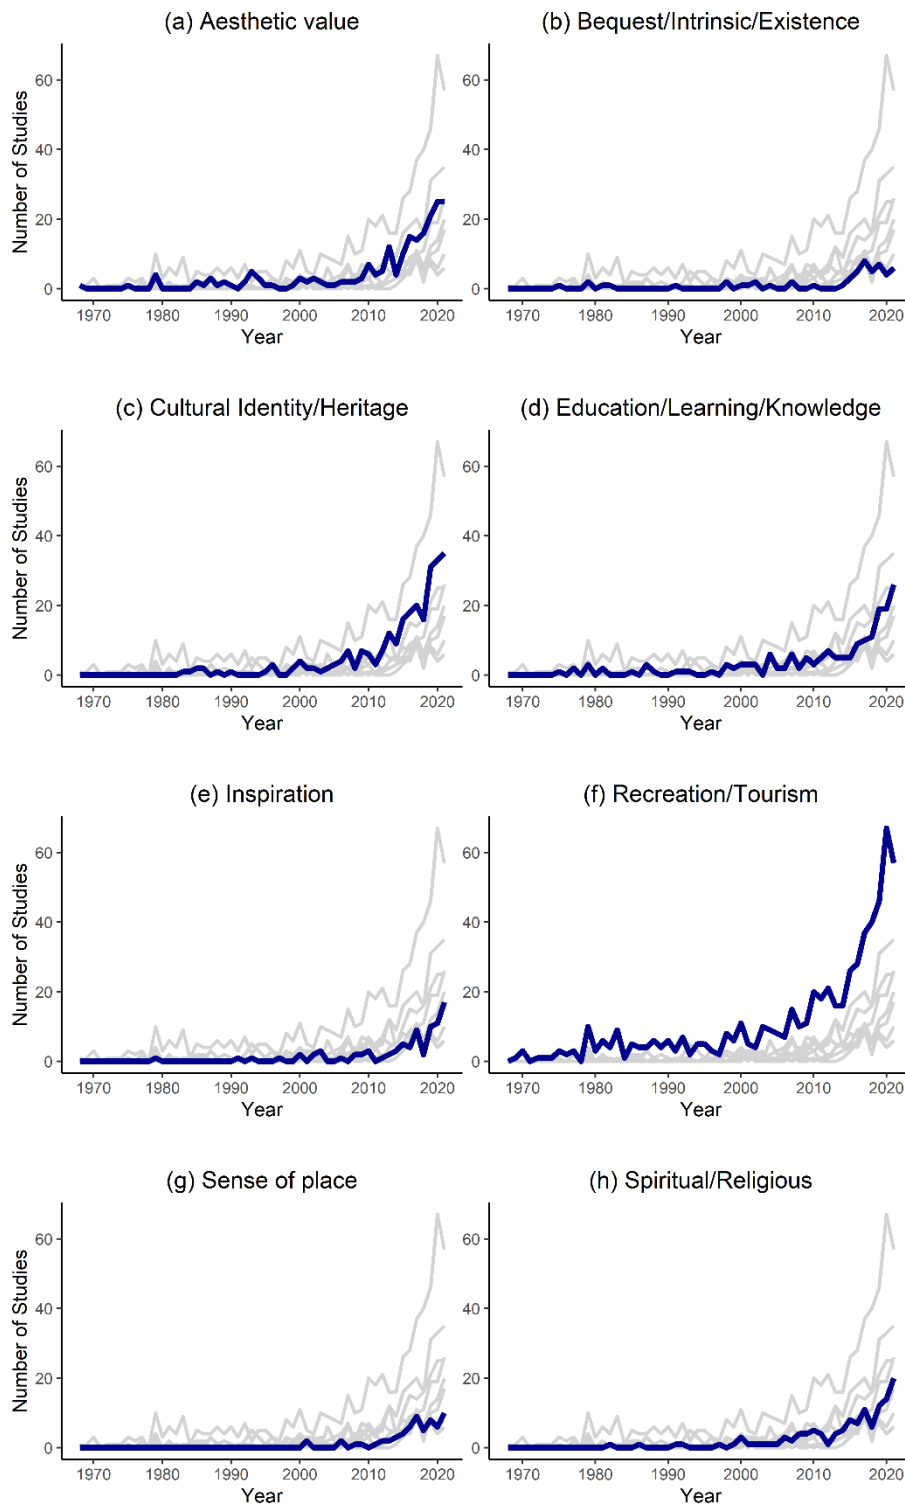 (a) Aesthetic value
(b) Bequest/Intrinsic/Existence
Number of Studies
60
40
20
0
1970 1980 1990 2000 2010 2020
Year
60
40
20
0
1970 1980 1990 2000 2010 2020
Year
(c) Cultural Identity/Heritage
(d) Education/Learning/Knowledge
Number of Studies
60
40
20
0
1970 1980 1990 2000 2010 2020
Year
60
40
20
0
1970 1980 1990 2000 2010 2020
Year
(e) Inspiration
(f) Recreation/Tourism
Number of Studies
60
40
20
0
1970 1980 1990 2000 2010 2020
Year
60
40
20
0
1970 1980 1990 2000 2010 2020
Year
(g) Sense of place
(h) Spiritual/Religious
Number of Studies
60
40
20
0
1970 1980 1990 2000 2010 2020
Year
60
40
20
0
1970 1980 1990 2000 2010 2020
Year